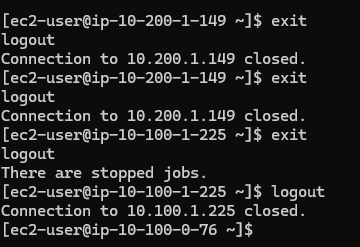 [ec2-user@ip-10-200-1-149 ~]$ exit
logout
Connection to 10.200.1.149 closed.
[ec2-user@ip-10-200-1-149 ~]$ exit
logout
Connection to 10.200.1.149 closed.
[ec2-user@ip-10-100-1-225 ~]$ exit
logout
There are stopped jobs.
[ec2-user@ip-10-100-1-225 ~]$ logout
Connection to 10.100.1.225 closed.
[ec2-user@ip-10-100-0-76 ~]$